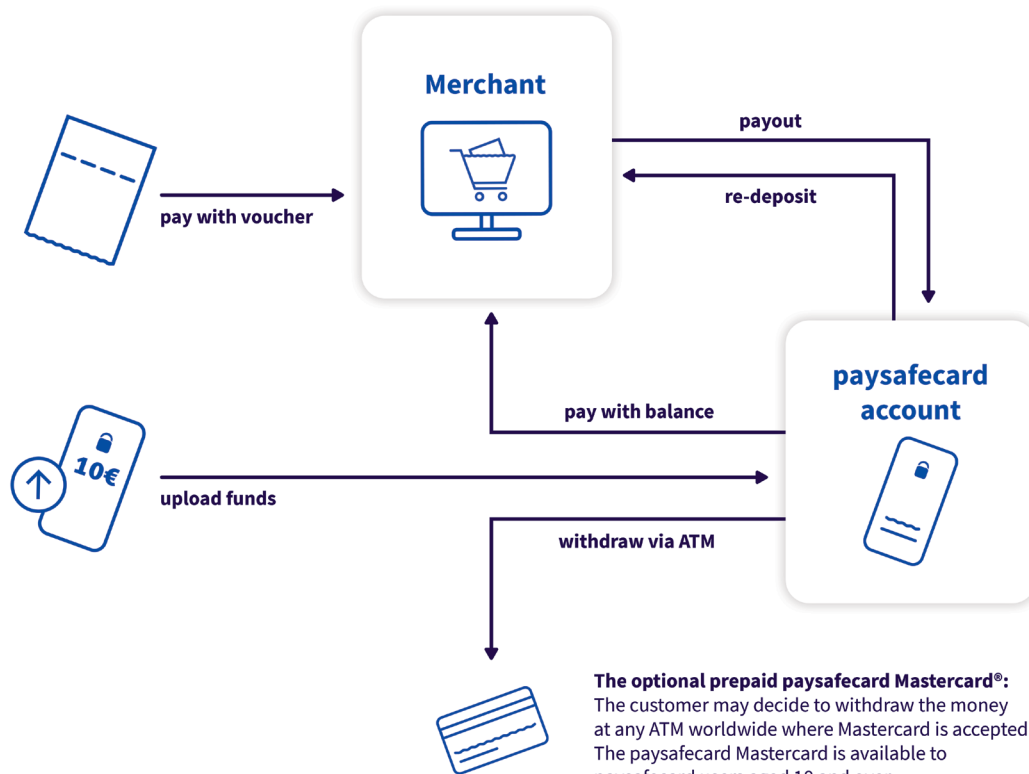 Merchant
payout
re-deposit
pay with voucher
paysafecard
account
pay with balance
10€
upload funds
withdraw via ATM
The optional prepaid paysafecard Mastercard®:
The customer may decide to withdraw the money
at any ATM worldwide where Mastercard is accepted
The paysafecard Mastercard is available to